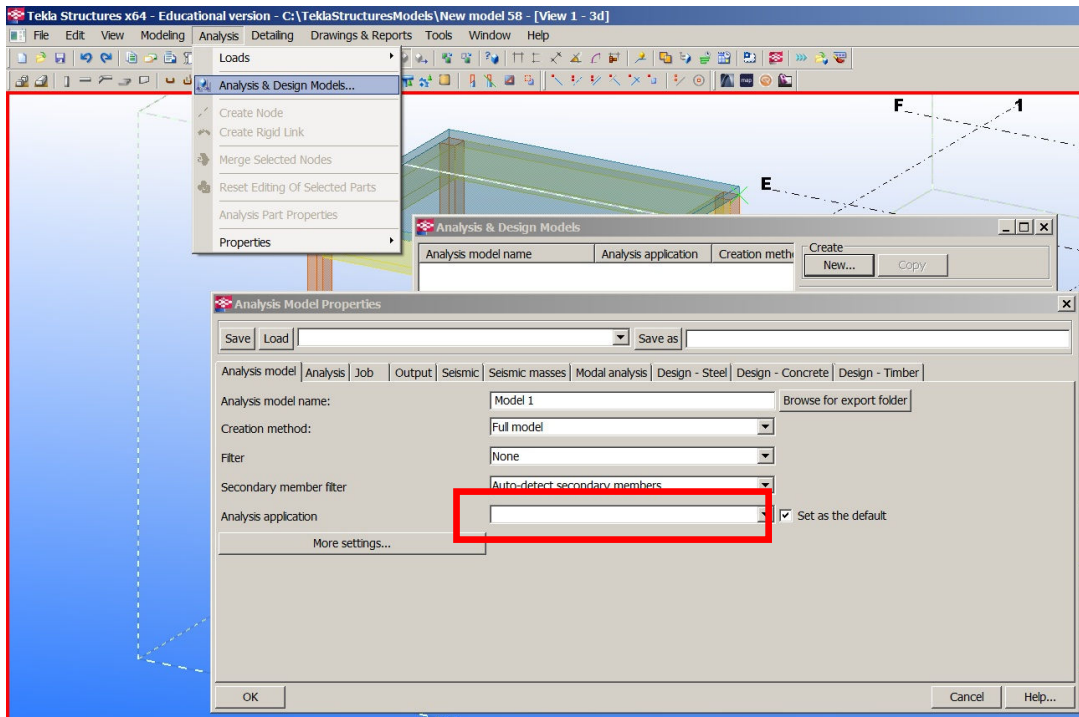 Tekla Structures x64 - Educational version - C:\TeklaStructuresModels\New model 58 - [View 1 - 3d]
File Edit View Modeling Analysis Detailing Drawings & Reports Tools Window Help
Loads
Analysis & Design Models...
Create Node
Create Rigid Link
Merge Selected Nodes
Reset Editing Of Selected Parts
Analysis Part Properties
Properties
F 1
E
Analysis & Design Models
Analysis model name Analysis application Creation meth
Create
New... Copy
Analysis Model Properties
Save Load Save as
Analysis model Analysis Job Output Seismic Seismic masses Modal analysis Design - Steel Design - Concrete Design - Timber
Analysis model name: Model 1 Browse for export folder
Creation method: Full model
Filter None
Secondary member filter Auto-detect secondary members
Analysis application Set as the default
More settings...
OK Cancel Help...